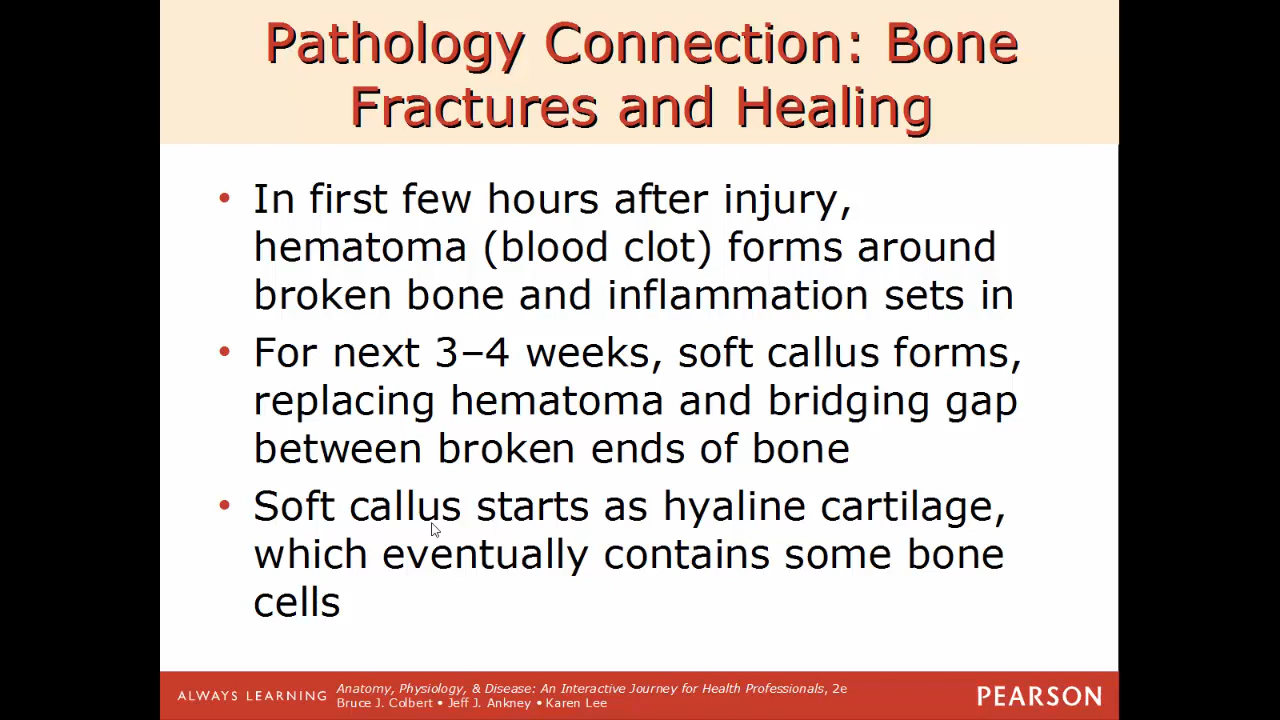 Pathology Connection: Bone
Fractures and Healing
• In first few hours after injury,
hematoma (blood clot) forms around
broken bone and inflammation sets in
• For next 3–4 weeks, soft callus forms,
replacing hematoma and bridging gap
between broken ends of bone
• Soft callus starts as hyaline cartilage,
which eventually contains some bone
cells
ALWAYS LEARNING
Anatomy, Physiology, & Disease: An Interactive Journey for Health Professionals, 2e
Bruce J. Colbert • Jeff J. Ankney • Karen Lee
PEARSON